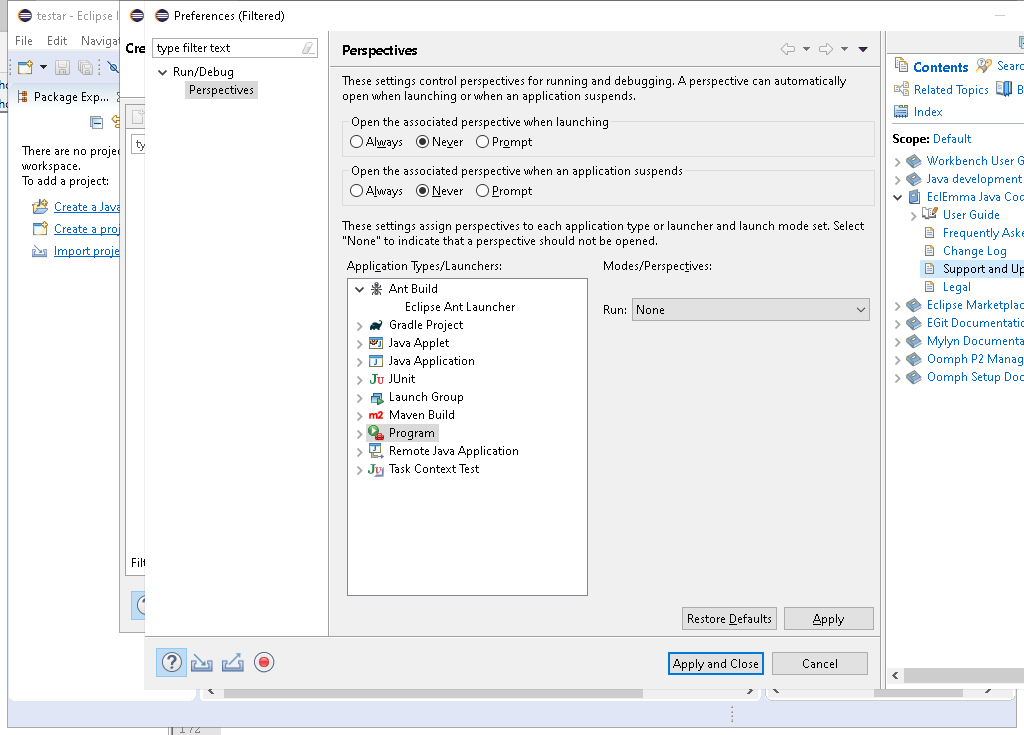 testar - Eclipse I
Preferences (Filtered)
File Edit Navigat
Cre
type filter text
Run/Debug
Perspectives
Package Exp...
There are no projec
workspace.
To add a project:
Create a Java
Create a proj
Import proje
ty
Filt
Perspectives
These settings control perspectives for running and debugging. A perspective can automatically
open when launching or when an application suspends.
Open the associated perspective when launching
Always Never Prompt
Open the associated perspective when an application suspends
Always Never Prompt
These settings assign perspectives to each application type or launcher and launch mode set. Select
"None" to indicate that a perspective should not be opened.
Application Types/Launchers:
Modes/Perspectives:
Ant Build
Eclipse Ant Launcher
Gradle Project
Java Applet
Java Application
JUnit
Launch Group
Maven Build
Program
Remote Java Application
Task Context Test
Run: None
Restore Defaults Apply
Apply and Close Cancel
Contents Searc
Related Topics B
Index
Scope: Default
Workbench User G
Java development
EclEmma Java Cod
User Guide
Frequently Aske
Change Log
Support and Up
Legal
Eclipse Marketplac
EGit Documentatic
Mylyn Documenta
Oomph P2 Manag
Oomph Setup Doc
172